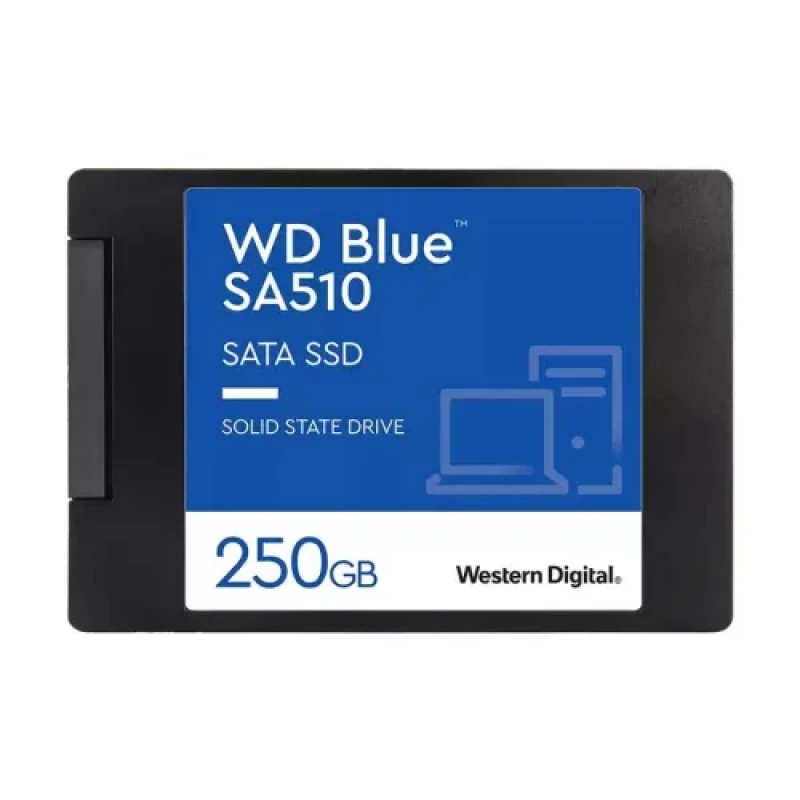 WD Blue™
SA510
SATA SSD
SOLID STATE DRIVE
250GB
Western Digital®